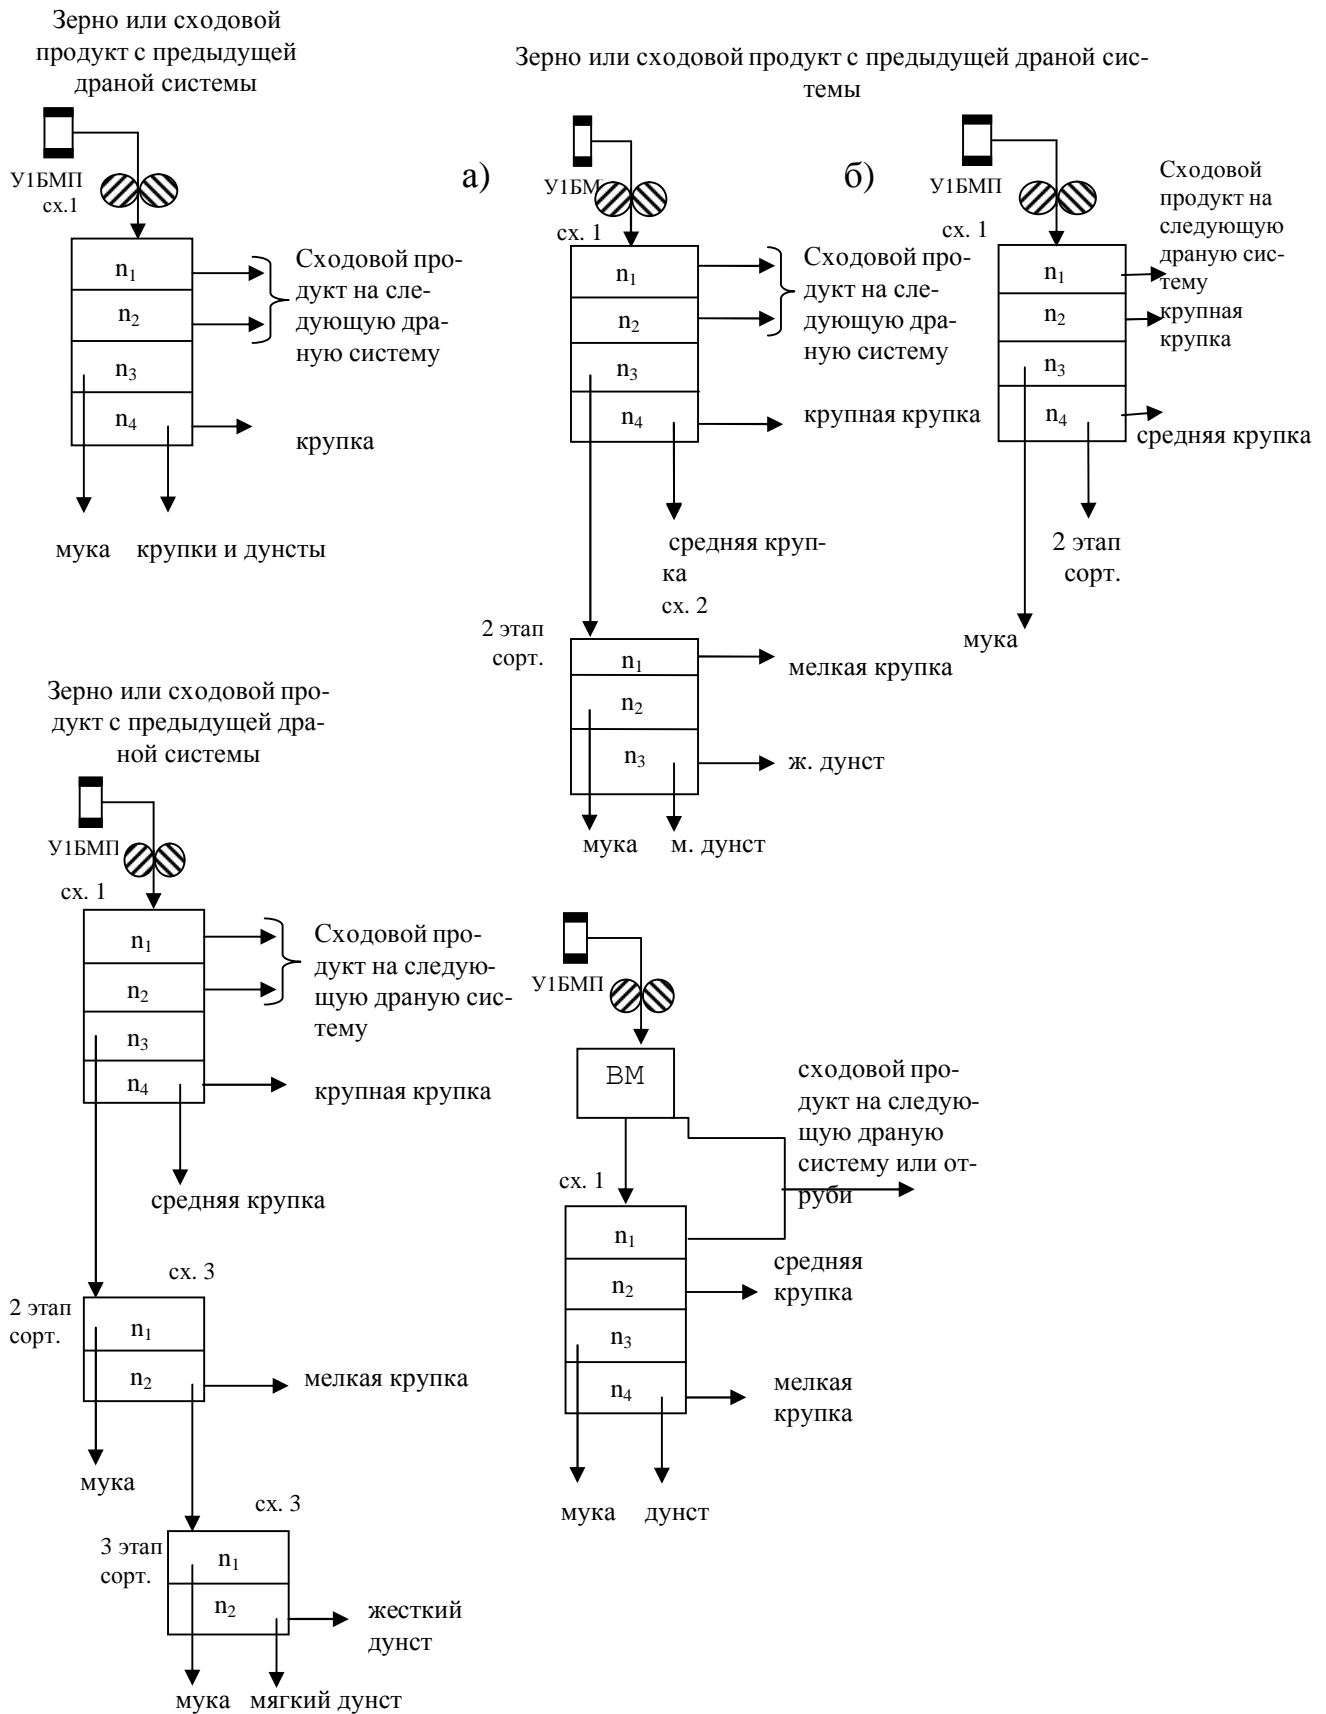 Зерно или сходовой
продукт с предыдущей
драной системы
У1БМП
сх.1
n1
n2
n3
n4
Сходовой про-
дукт на сле-
дующую дра-
ную систему
крупка
мука
крупки и дунсты
Зерно или сходовой продукт с предыдущей драной сис-
темы
а)
У1БМ
сх. 1
n1
n2
n3
n4
Сходовой про-
дукт на сле-
дующую дра-
ную систему
крупная крупка
средняя круп-
ка
сх. 2
2 этап
сорт.
n1
n2
n3
мелкая крупка
ж. дунст
мука
м. дунст
б)
У1БМП
сх. 1
n1
n2
n3
n4
Сходовой
продукт на
следующую
драную сис-
тему
крупная
крупка
средняя крупка
2 этап
сорт.
мука
Зерно или сходовой про-
дукт с предыдущей дра-
ной системы
У1БМП
сх. 1
n1
n2
n3
n4
Сходовой про-
дукт на следую-
щую драную сис-
тему
крупная крупка
средняя крупка
сх. 3
2 этап
сорт.
n1
n2
мелкая крупка
мука
сх. 3
3 этап
сорт.
n1
n2
жесткий
дунст
мука
мягкий дунст
У1БМП
ВМ
сходовой про-
дукт на следую-
щую драную
систему или от-
руби
сх. 1
n1
n2
n3
n4
средняя
крупка
мелкая
крупка
мука
дунст